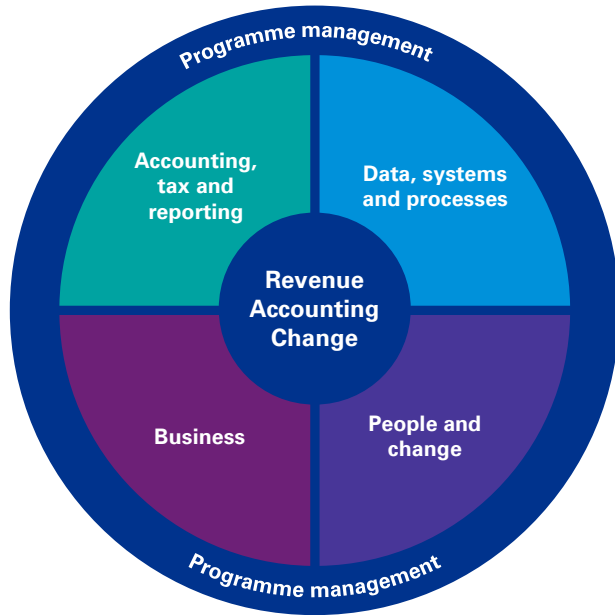 Programme management
Accounting,
tax and
reporting
Data, systems
and processes
Revenue
Accounting
Change
Business
People and
change
Programme management